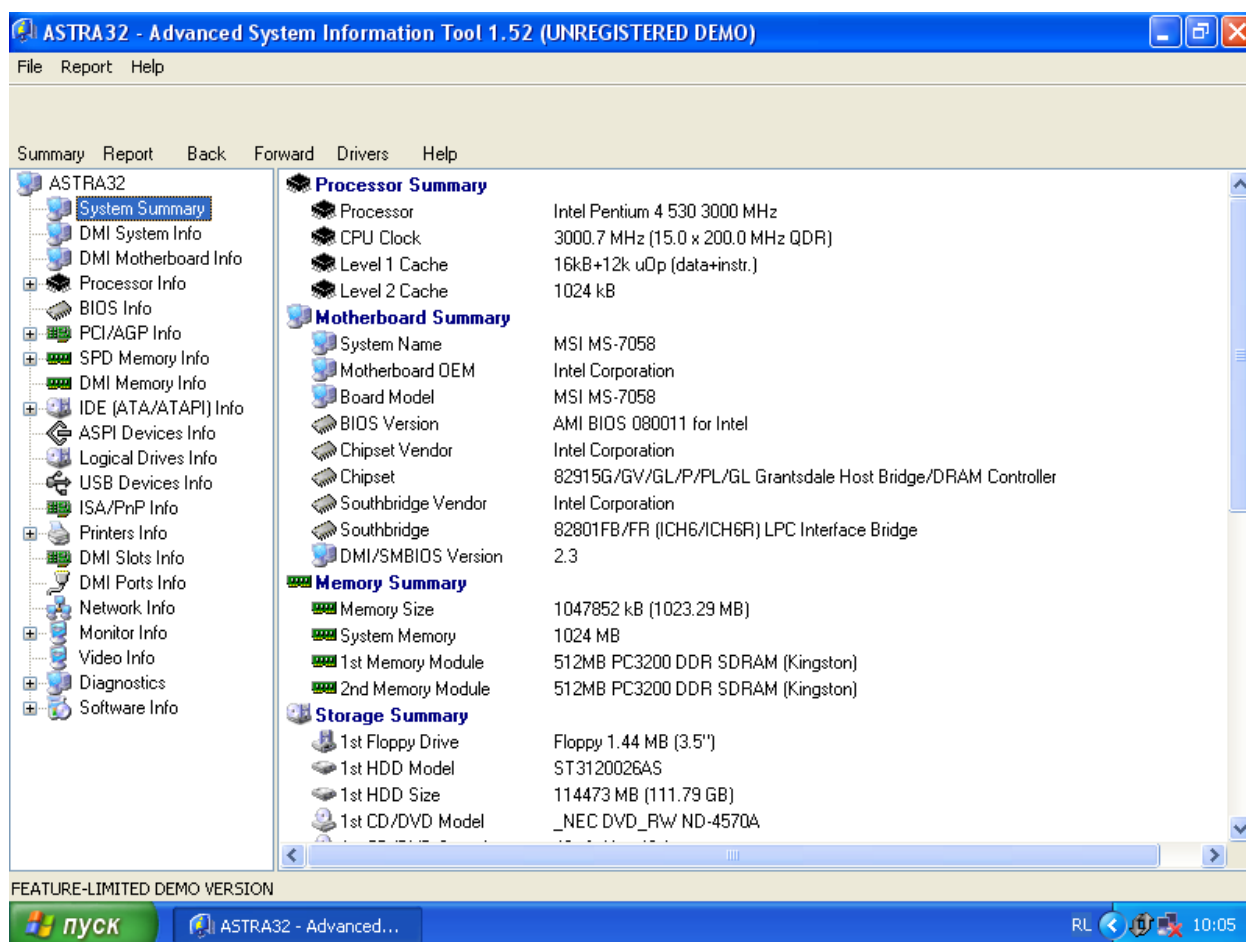 ASTRA32 - Advanced System Information Tool 1.52 (UNREGISTERED DEMO)
File Report Help
Summary Report Back Forward Drivers Help
ASTRA32
System Summary
DMI System Info
DMI Motherboard Info
Processor Info
BIOS Info
PCI/AGP Info
SPD Memory Info
DMI Memory Info
IDE (ATA/ATAPI) Info
ASPI Devices Info
Logical Drives Info
USB Devices Info
ISA/PnP Info
Printers Info
DMI Slots Info
DMI Ports Info
Network Info
Monitor Info
Video Info
Diagnostics
Software Info
Processor Summary
Processor Intel Pentium 4 530 3000 MHz
CPU Clock 3000.7 MHz (15.0 x 200.0 MHz QDR)
Level 1 Cache 16kB+12k uOp (data+instr.)
Level 2 Cache 1024 kB
Motherboard Summary
System Name MSI MS-7058
Motherboard OEM Intel Corporation
Board Model MSI MS-7058
BIOS Version AMI BIOS 080011 for Intel
Chipset Vendor Intel Corporation
Chipset 82915G/GV/GL/P/PL/GL Grantsdale Host Bridge/DRAM Controller
Southbridge Vendor Intel Corporation
Southbridge 82801FB/FR (ICH6/ICH6R) LPC Interface Bridge
DMI/SMBIOS Version 2.3
Memory Summary
Memory Size 1047852 kB (1023.29 MB)
System Memory 1024 MB
1st Memory Module 512MB PC3200 DDR SDRAM (Kingston)
2nd Memory Module 512MB PC3200 DDR SDRAM (Kingston)
Storage Summary
1st Floppy Drive Floppy 1.44 MB (3.5'')
1st HDD Model ST3120026AS
1st HDD Size 114473 MB (111.79 GB)
1st CD/DVD Model _NEC DVD_RW ND-4570A
FEATURE-LIMITED DEMO VERSION
пуск ASTRA32 - Advanced... RL 10:05